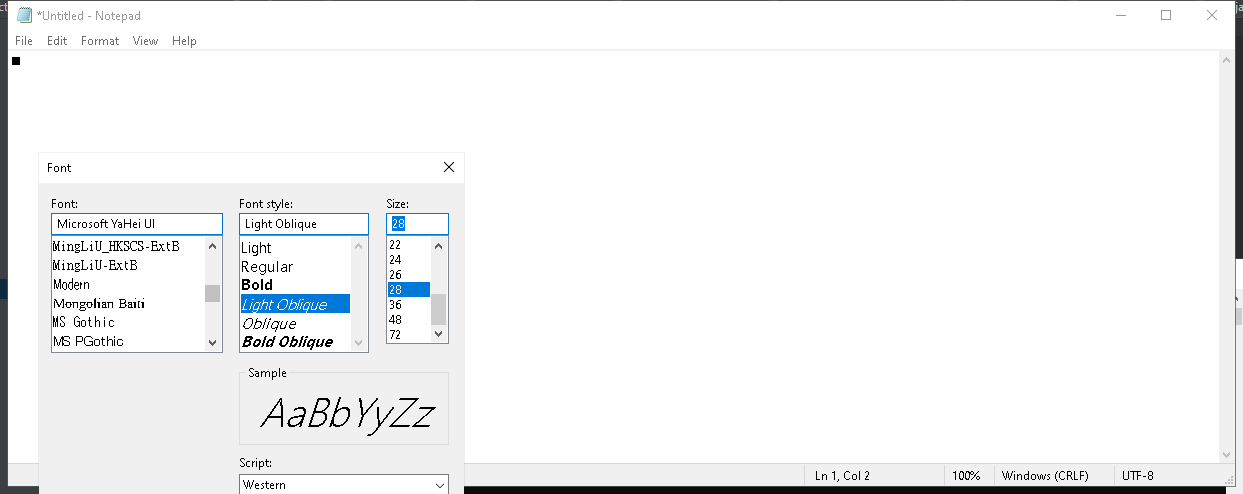 *Untitled - Notepad
File Edit Format View Help
■
Font
Font: Font style: Size:
Microsoft YaHei UI Light Oblique 28
MingLiU_HKSCS-ExtB
MingLiU-ExtB
Modern
Mongolian Baiti
MS Gothic
MS PGothic
Light
Regular
Bold
Light Oblique
Oblique
Bold Oblique
22
24
26
28
36
48
72
Sample
AaBbYyZz
Script:
Western
Ln 1, Col 2 100% Windows (CRLF) UTF-8